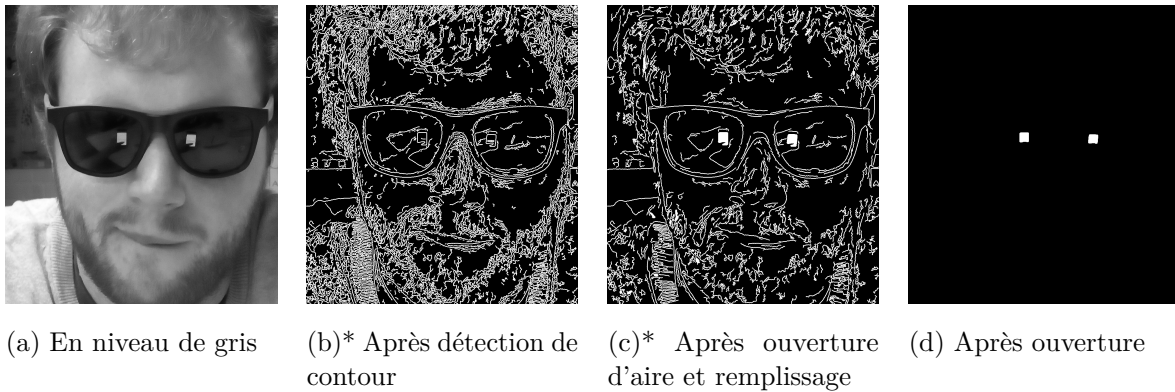 (a) En niveau de gris
(b)* Après détection de
contour
(c)* Après ouverture
d'aire et remplissage
(d) Après ouverture